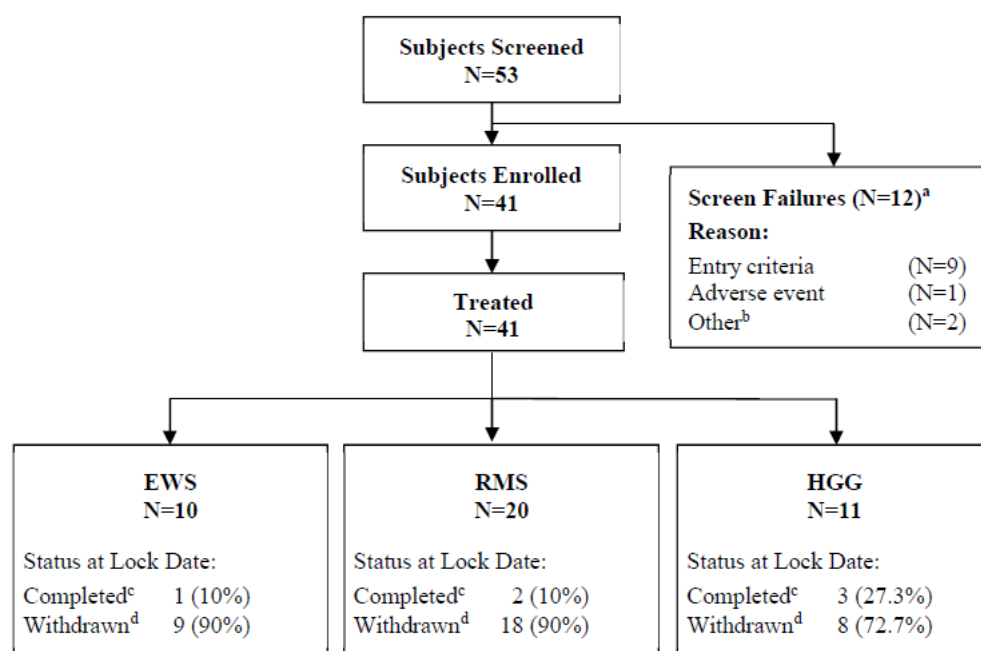 Subjects Screened
N=53
Subjects Enrolled
N=41
Screen Failures (N=12)a
Reason:
Entry criteria (N=9)
Adverse event (N=1)
Otherb (N=2)
Treated
N=41
EWS
N=10
Status at Lock Date:
Completedc 1 (10%)
Withdrawnd 9 (90%)
RMS
N=20
Status at Lock Date:
Completedc 2 (10%)
Withdrawnd 18 (90%)
HGG
N=11
Status at Lock Date:
Completedc 3 (27.3%)
Withdrawnd 8 (72.7%)